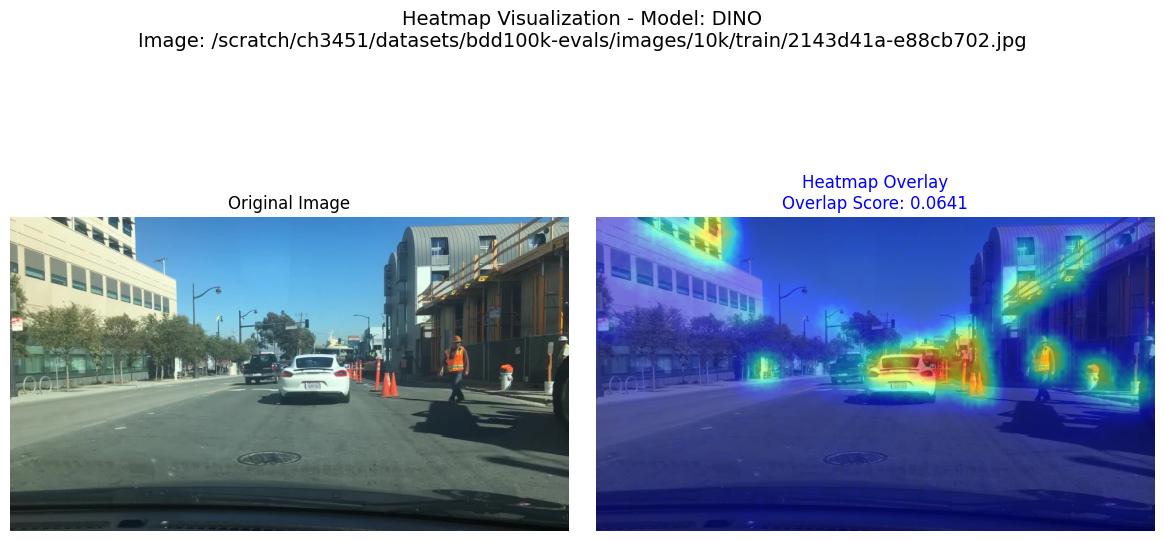 Heatmap Visualization - Model: DINO
Image: /scratch/ch3451/datasets/bdd100k-evals/images/10k/train/2143d41a-e88cb702.jpg
Original Image
Heatmap Overlay
Overlap Score: 0.0641